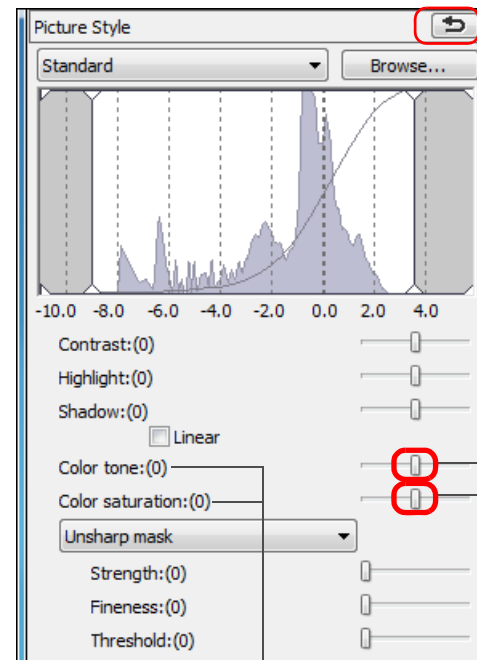 Picture Style
Standard Browse...
-10.0 -8.0 -6.0 -4.0 -2.0 0.0 2.0 4.0
Contrast:(0)
Highlight:(0)
Shadow:(0)
Linear
Color tone:(0)
Color saturation:(0)
Unsharp mask
Strength:(0)
Fineness:(0)
Threshold:(0)